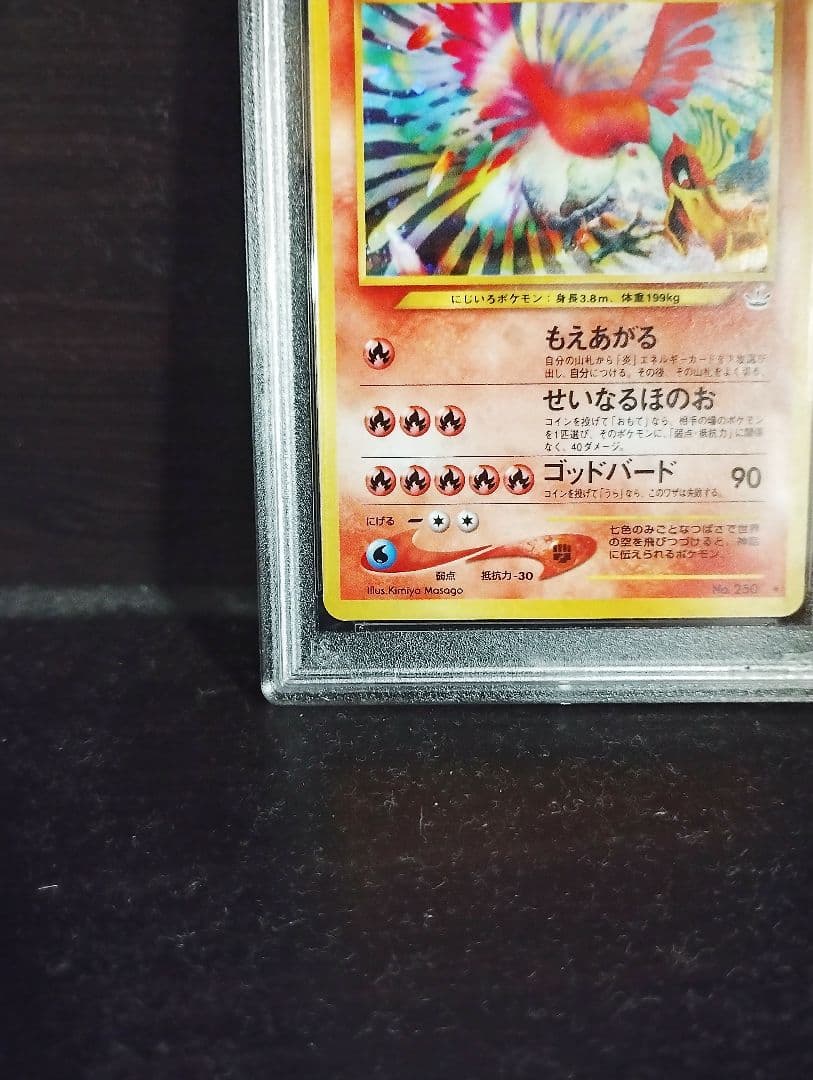 にじいろポケモン：身長3.8m、体重199kg
もえあがる
自分の山札から「炎」エネルギーカードを
出し、自分につける。その後、その山札をよく切る。
せいなるほのお
コインを投げて「おもて」なら、相手の場のポケモン
を1匹選び、そのポケモンに、「弱点・抵抗力」に関係
なく、40ダメージ。
ゴッドバード 90
コインを投げて「うら」なら、このワザは失敗する。
にげる
七色のみごとなつばさで世界
の空を飛びつづけると、神話
に伝えられるポケモン。
弱点 抵抗力-30
Illus.Kimiya Masago No. 250 ★